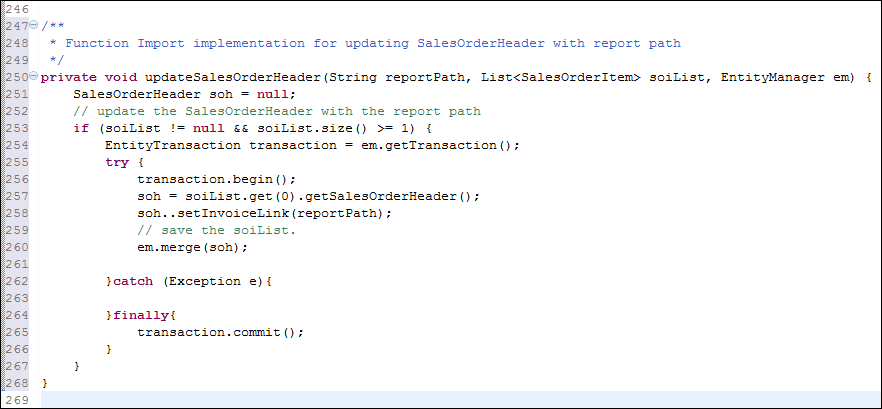 246
247 /**
248  * Function Import implementation for updating SalesOrderHeader with report path
249  */
250 private void updateSalesOrderHeader(String reportPath, List<SalesOrderItem> soiList, EntityManager em) {
251     SalesOrderHeader soh = null;
252     // update the SalesOrderHeader with the report path
253     if (soiList != null && soiList.size() >= 1) {
254         EntityTransaction transaction = em.getTransaction();
255         try {
256             transaction.begin();
257             soh = soiList.get(0).getSalesOrderHeader();
258             soh..setInvoiceLink(reportPath);
259             // save the soiList.
260             em.merge(soh);
261
262         }catch (Exception e){
263
264         }finally{
265             transaction.commit();
266         }
267     }
268 }
269